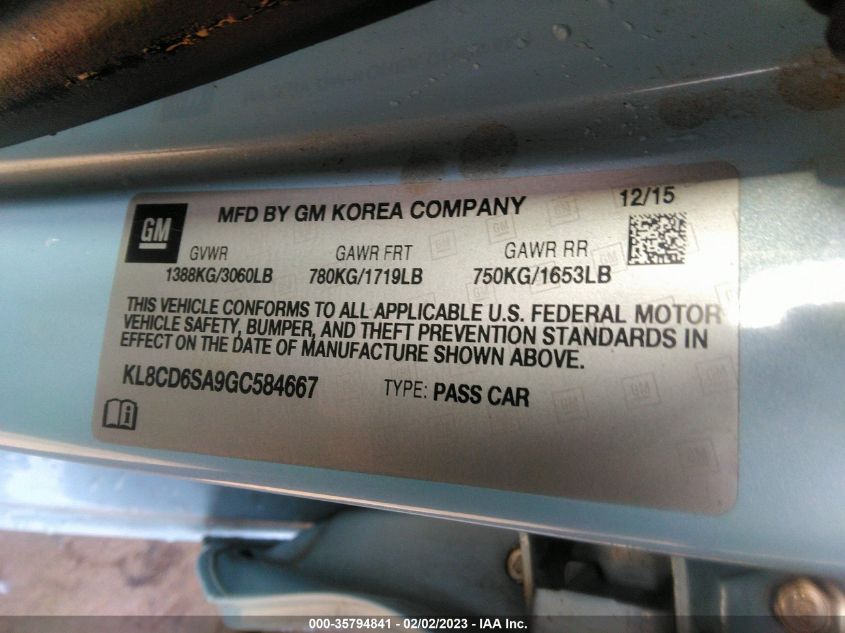 GM
MFD BY GM KOREA COMPANY
12/15
GVWR
GAWR FRT
GAWR RR
1388KG/3060LB
780KG/1719LB
750KG/1653LB
THIS VEHICLE CONFORMS TO ALL APPLICABLE U.S. FEDERAL MOTOR
VEHICLE SAFETY, BUMPER, AND THEFT PREVENTION STANDARDS IN
EFFECT ON THE DATE OF MANUFACTURE SHOWN ABOVE.
KL8CD6SA9GC584667
TYPE: PASS CAR
000-35794841 - 02/02/2023 - IAA Inc.